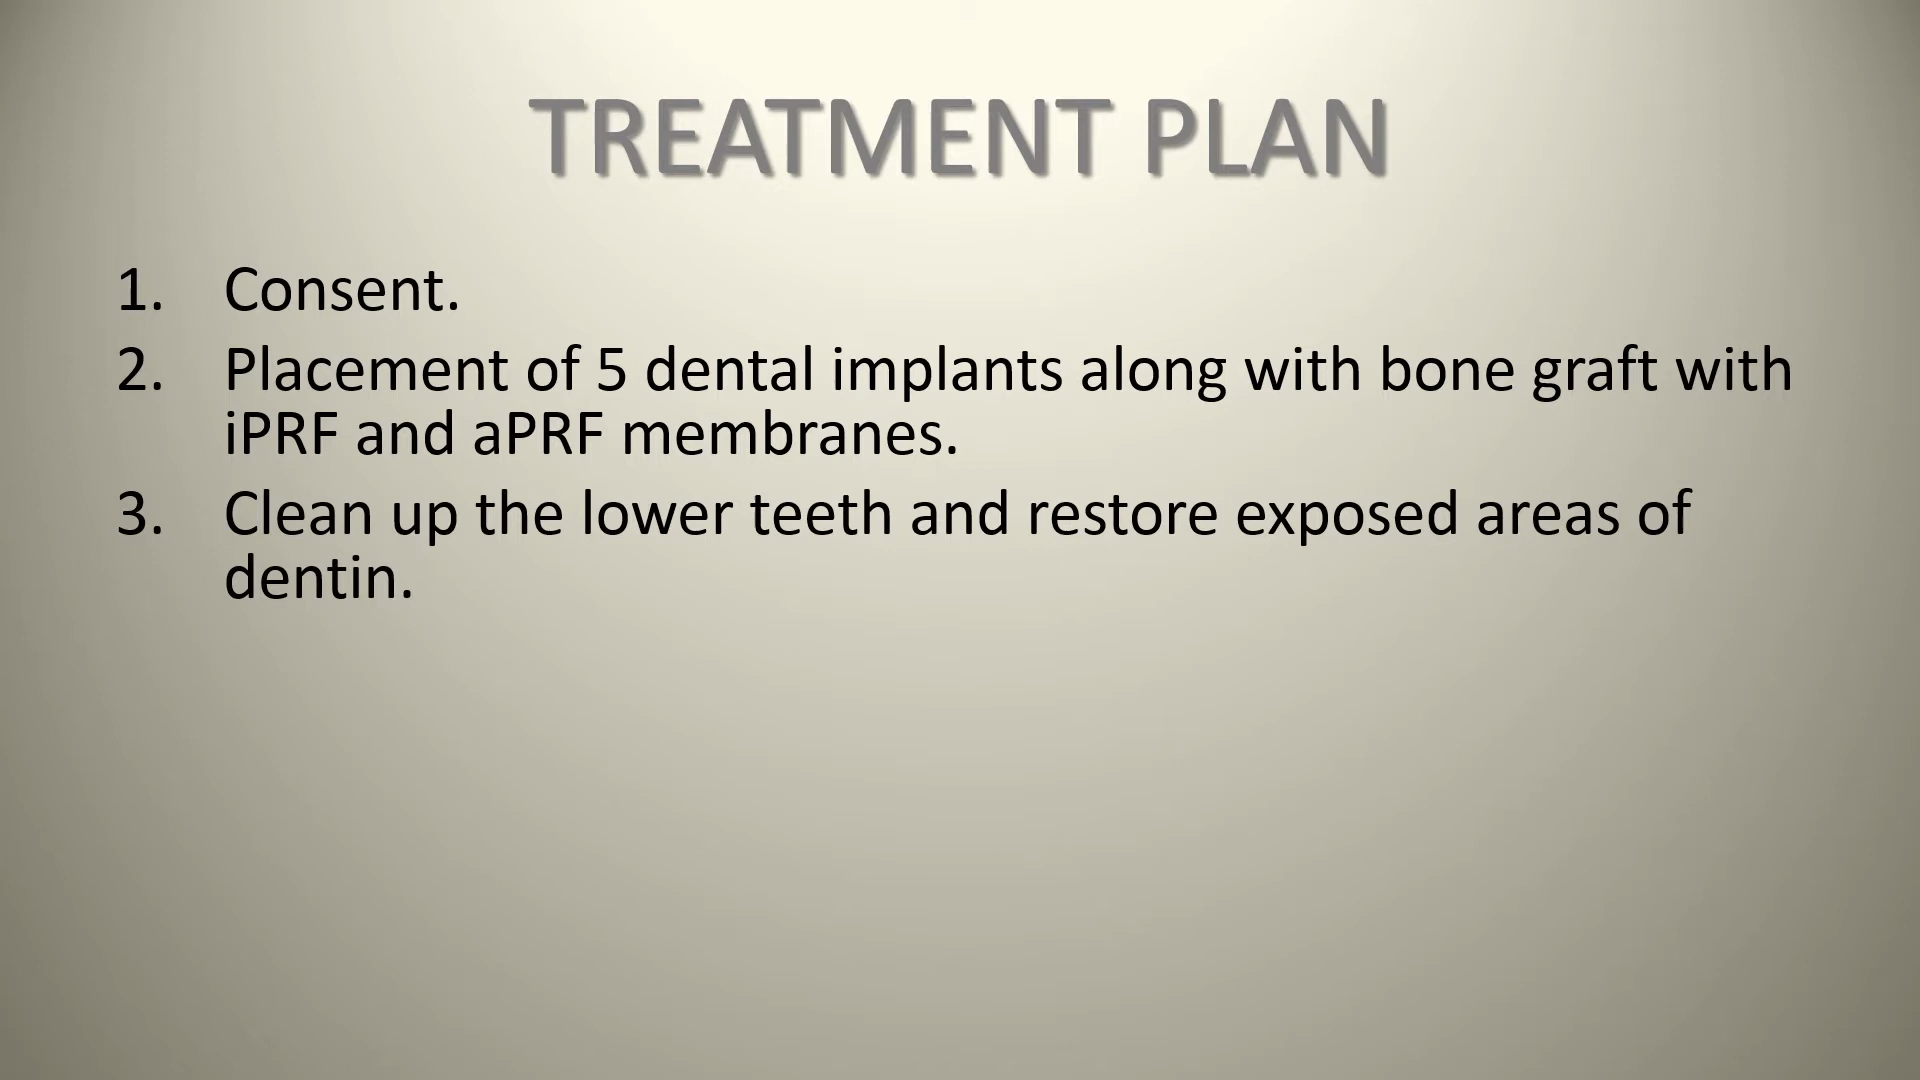 TREATMENT PLAN
1. Consent.
2. Placement of 5 dental implants along with bone graft with
iPRF and aPRF membranes.
3. Clean up the lower teeth and restore exposed areas of
dentin.